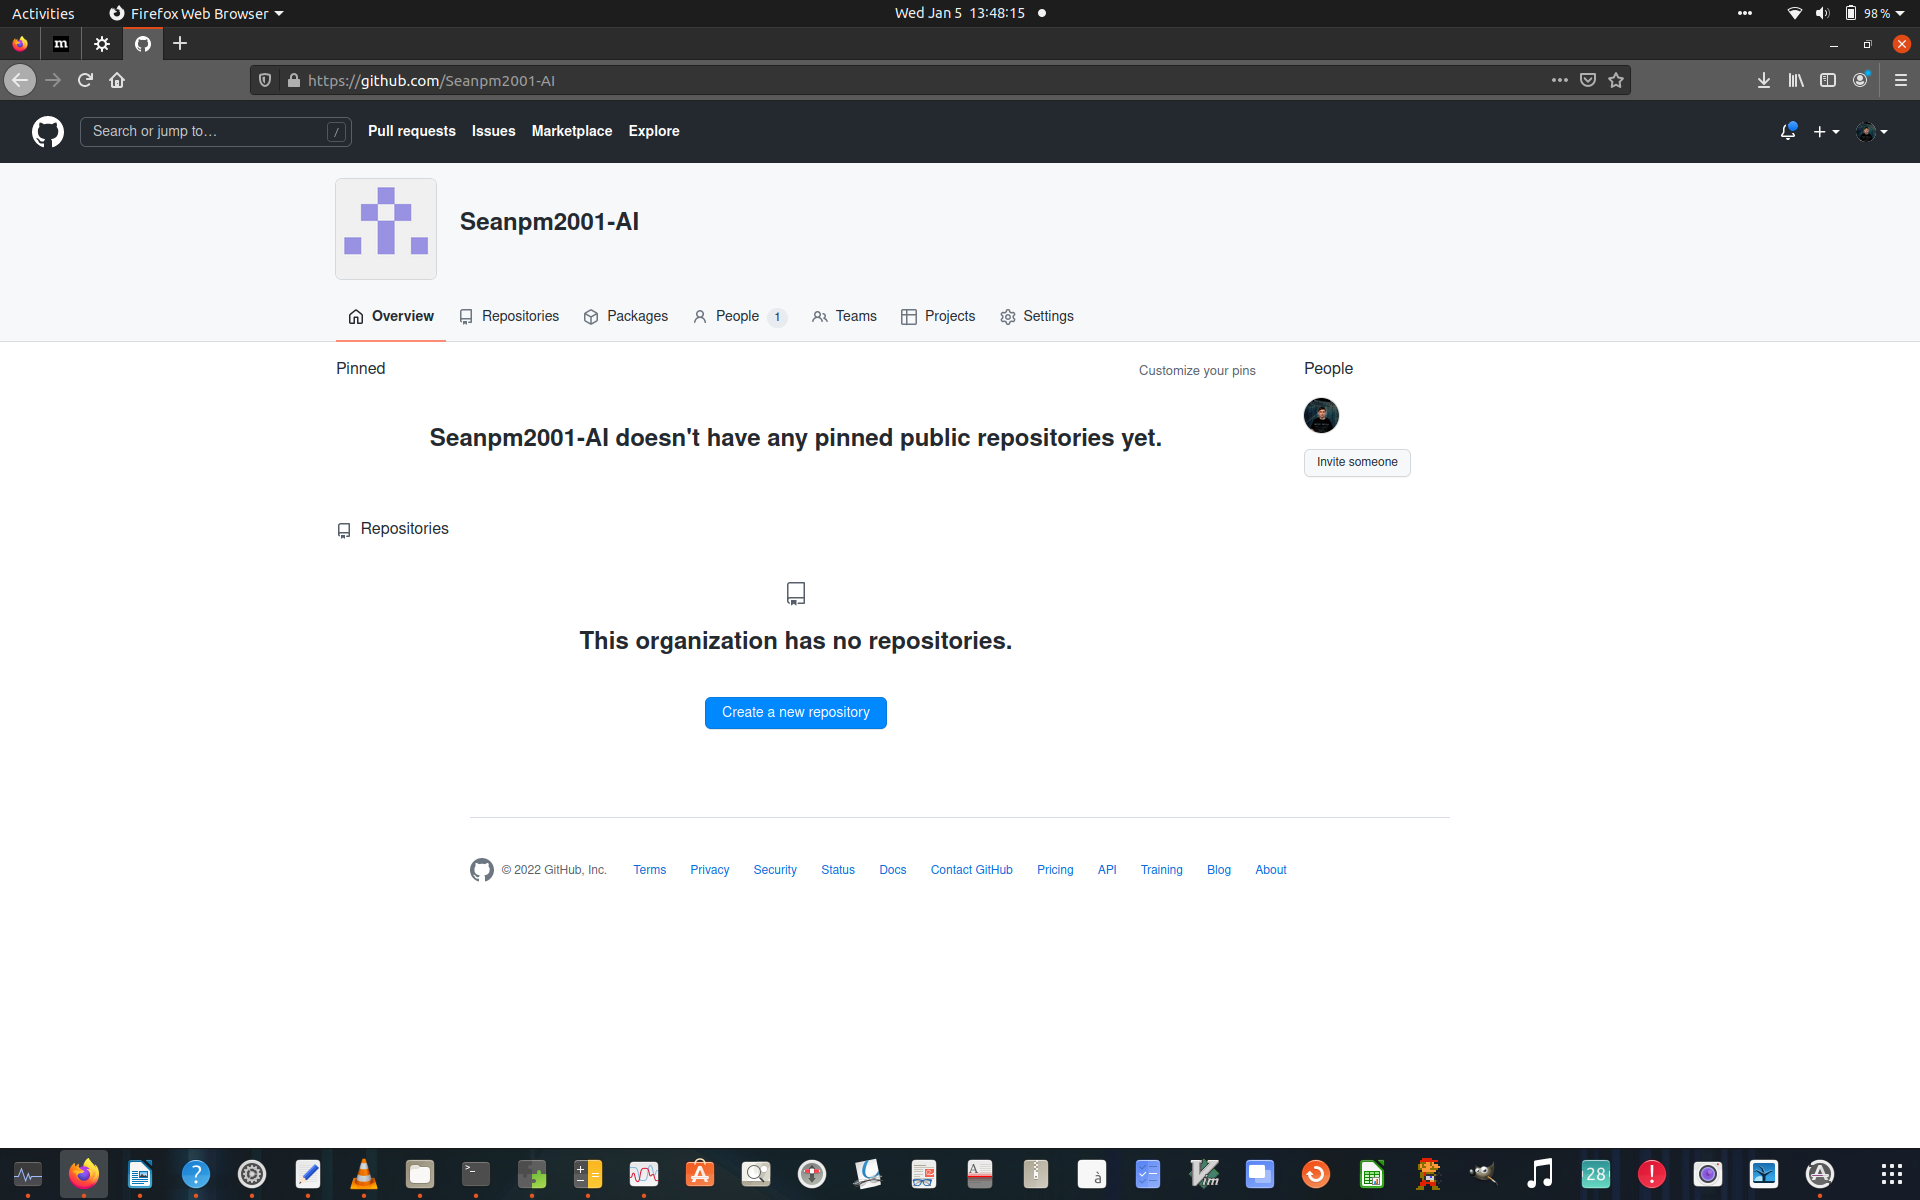 Activities Firefox Web Browser Wed Jan 5 13:48:15 98 %
m
https://github.com/Seanpm2001-AI
Search or jump to… / Pull requests Issues Marketplace Explore
Seanpm2001-AI
Overview Repositories Packages People 1 Teams Projects Settings
Pinned Customize your pins People
Seanpm2001-AI doesn't have any pinned public repositories yet.
Invite someone
Repositories
This organization has no repositories.
Create a new repository
© 2022 GitHub, Inc. Terms Privacy Security Status Docs Contact GitHub Pricing API Training Blog About
? >_ A à Vim 28 !